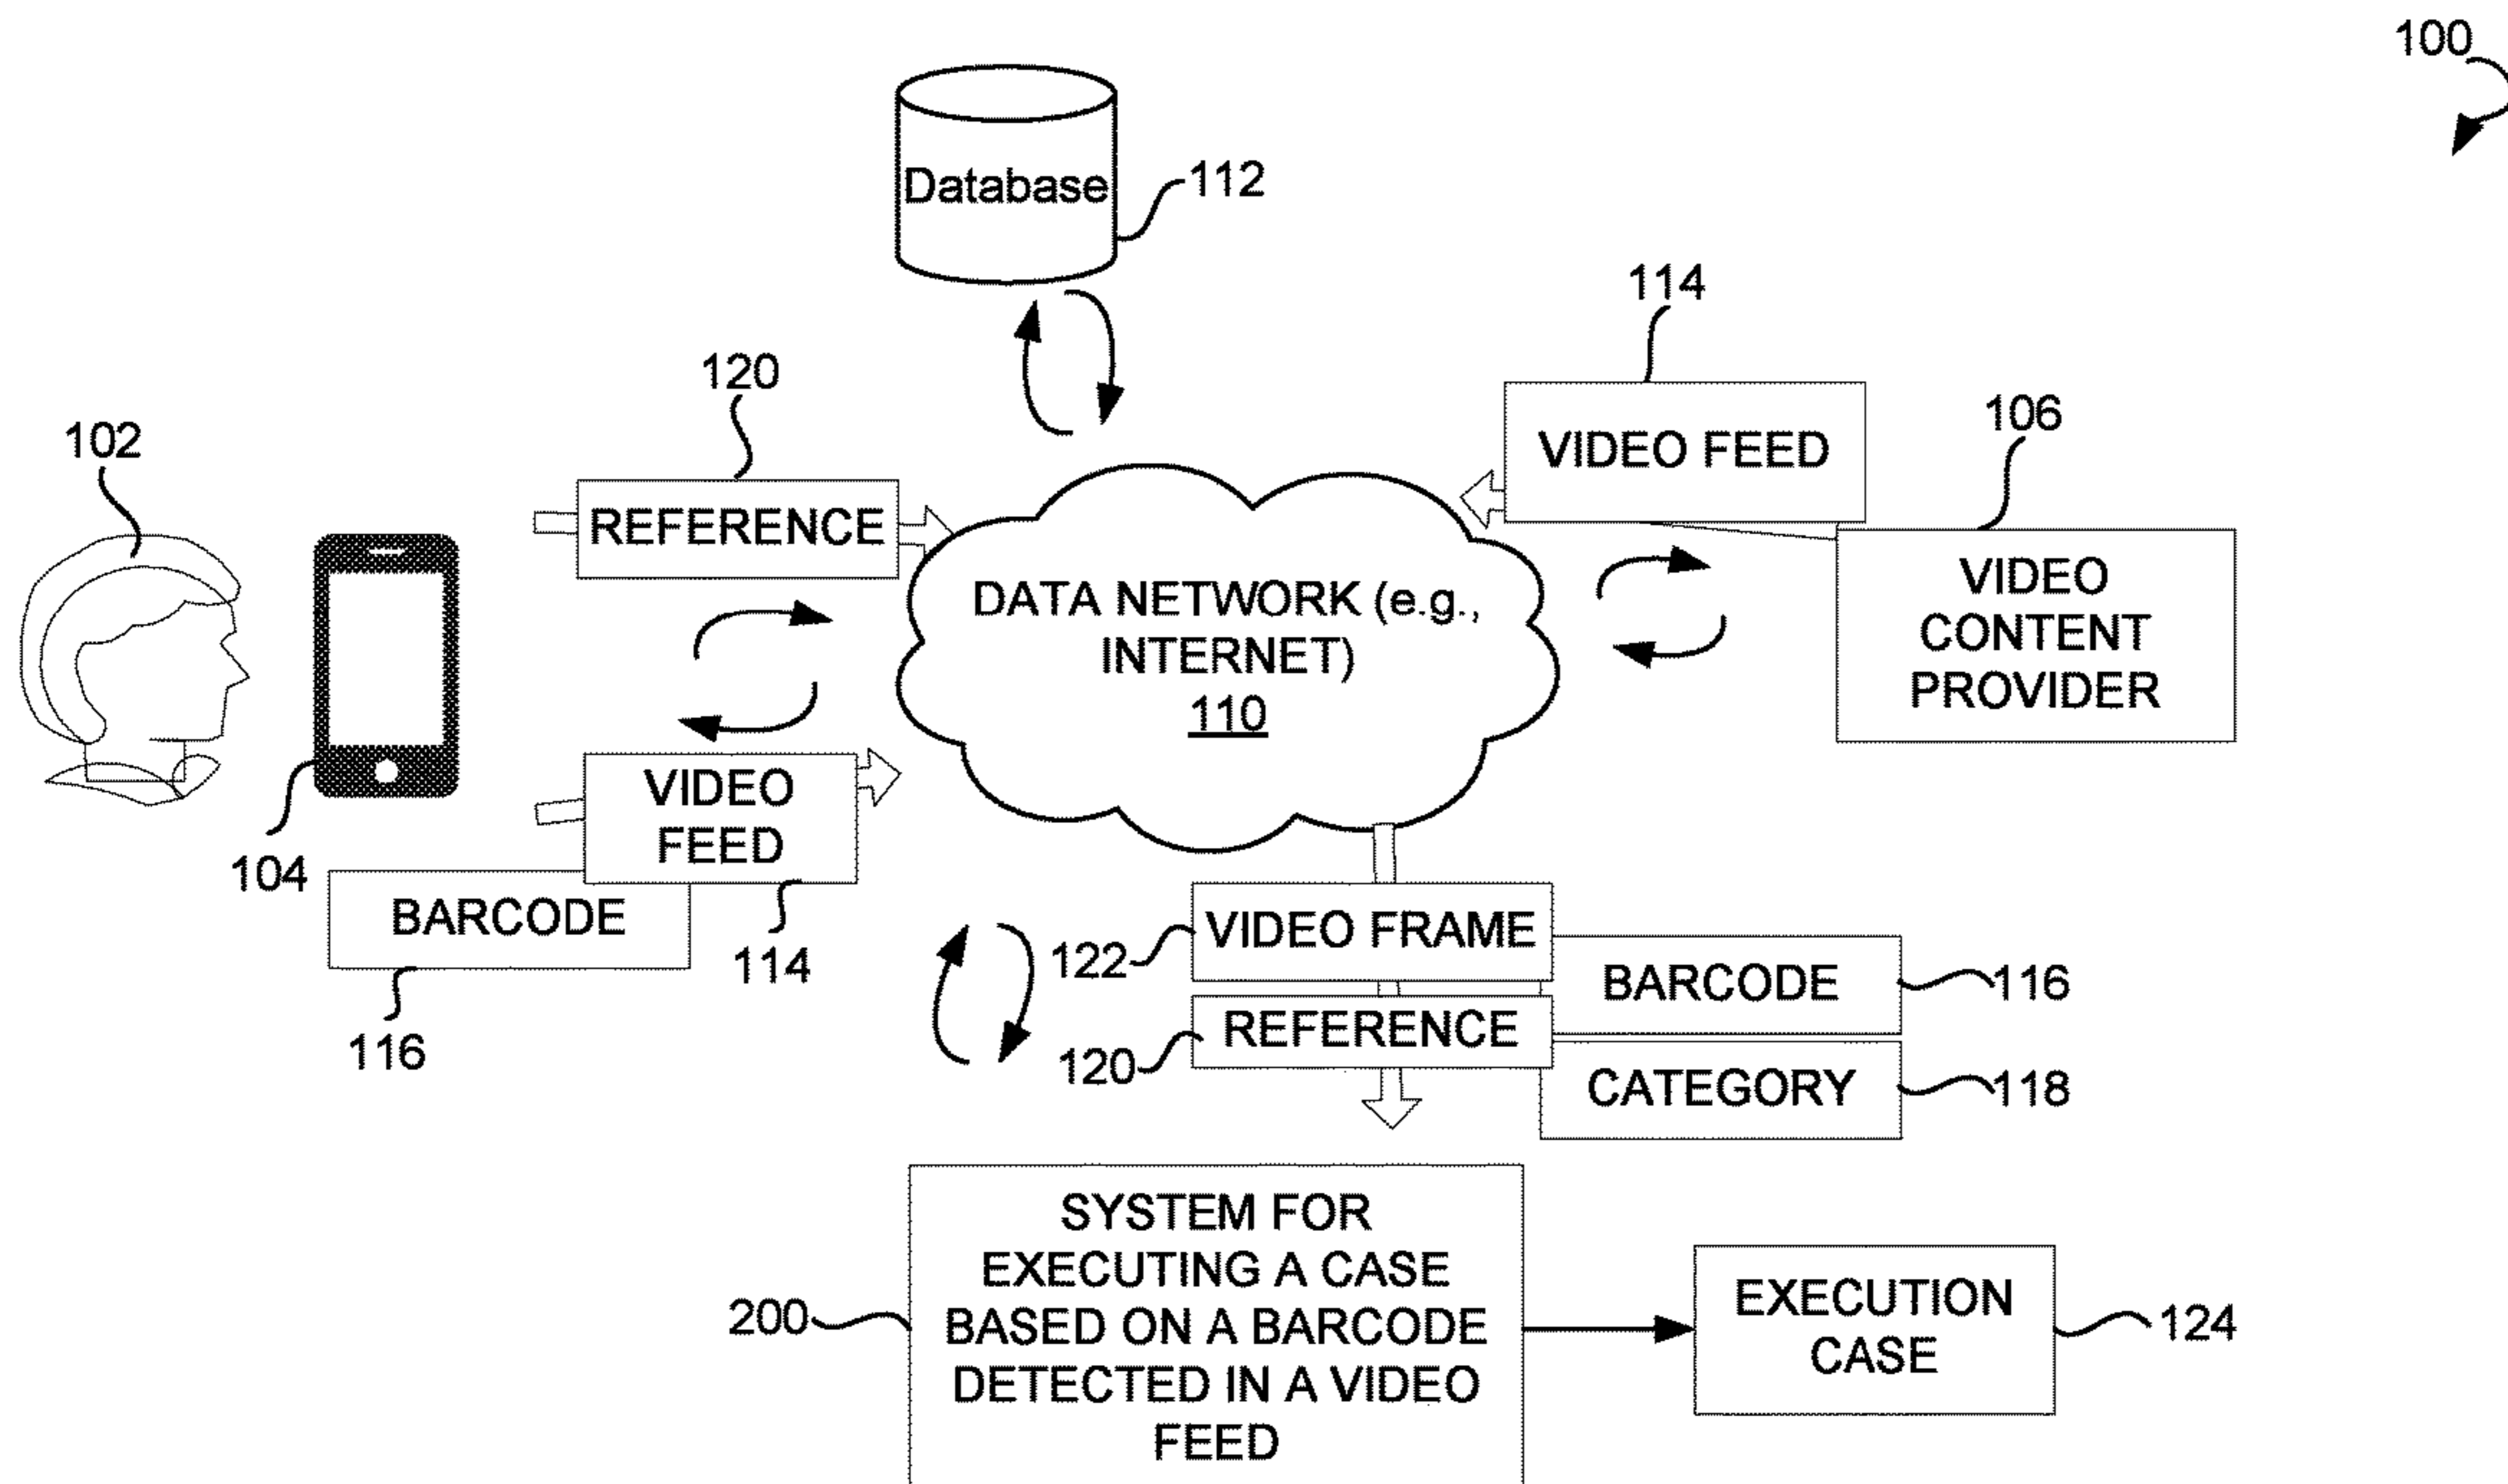 100
Database
112
114
120
VIDEO FEED
106
102
REFERENCE
DATA NETWORK (e.g.,
INTERNET)
110
VIDEO
CONTENT
PROVIDER
VIDEO
FEED
104
BARCODE
114
116
VIDEO FRAME
122
BARCODE
116
REFERENCE
120
CATEGORY
118
SYSTEM FOR
EXECUTING A CASE
BASED ON A BARCODE
DETECTED IN A VIDEO
FEED
200
EXECUTION
CASE
124